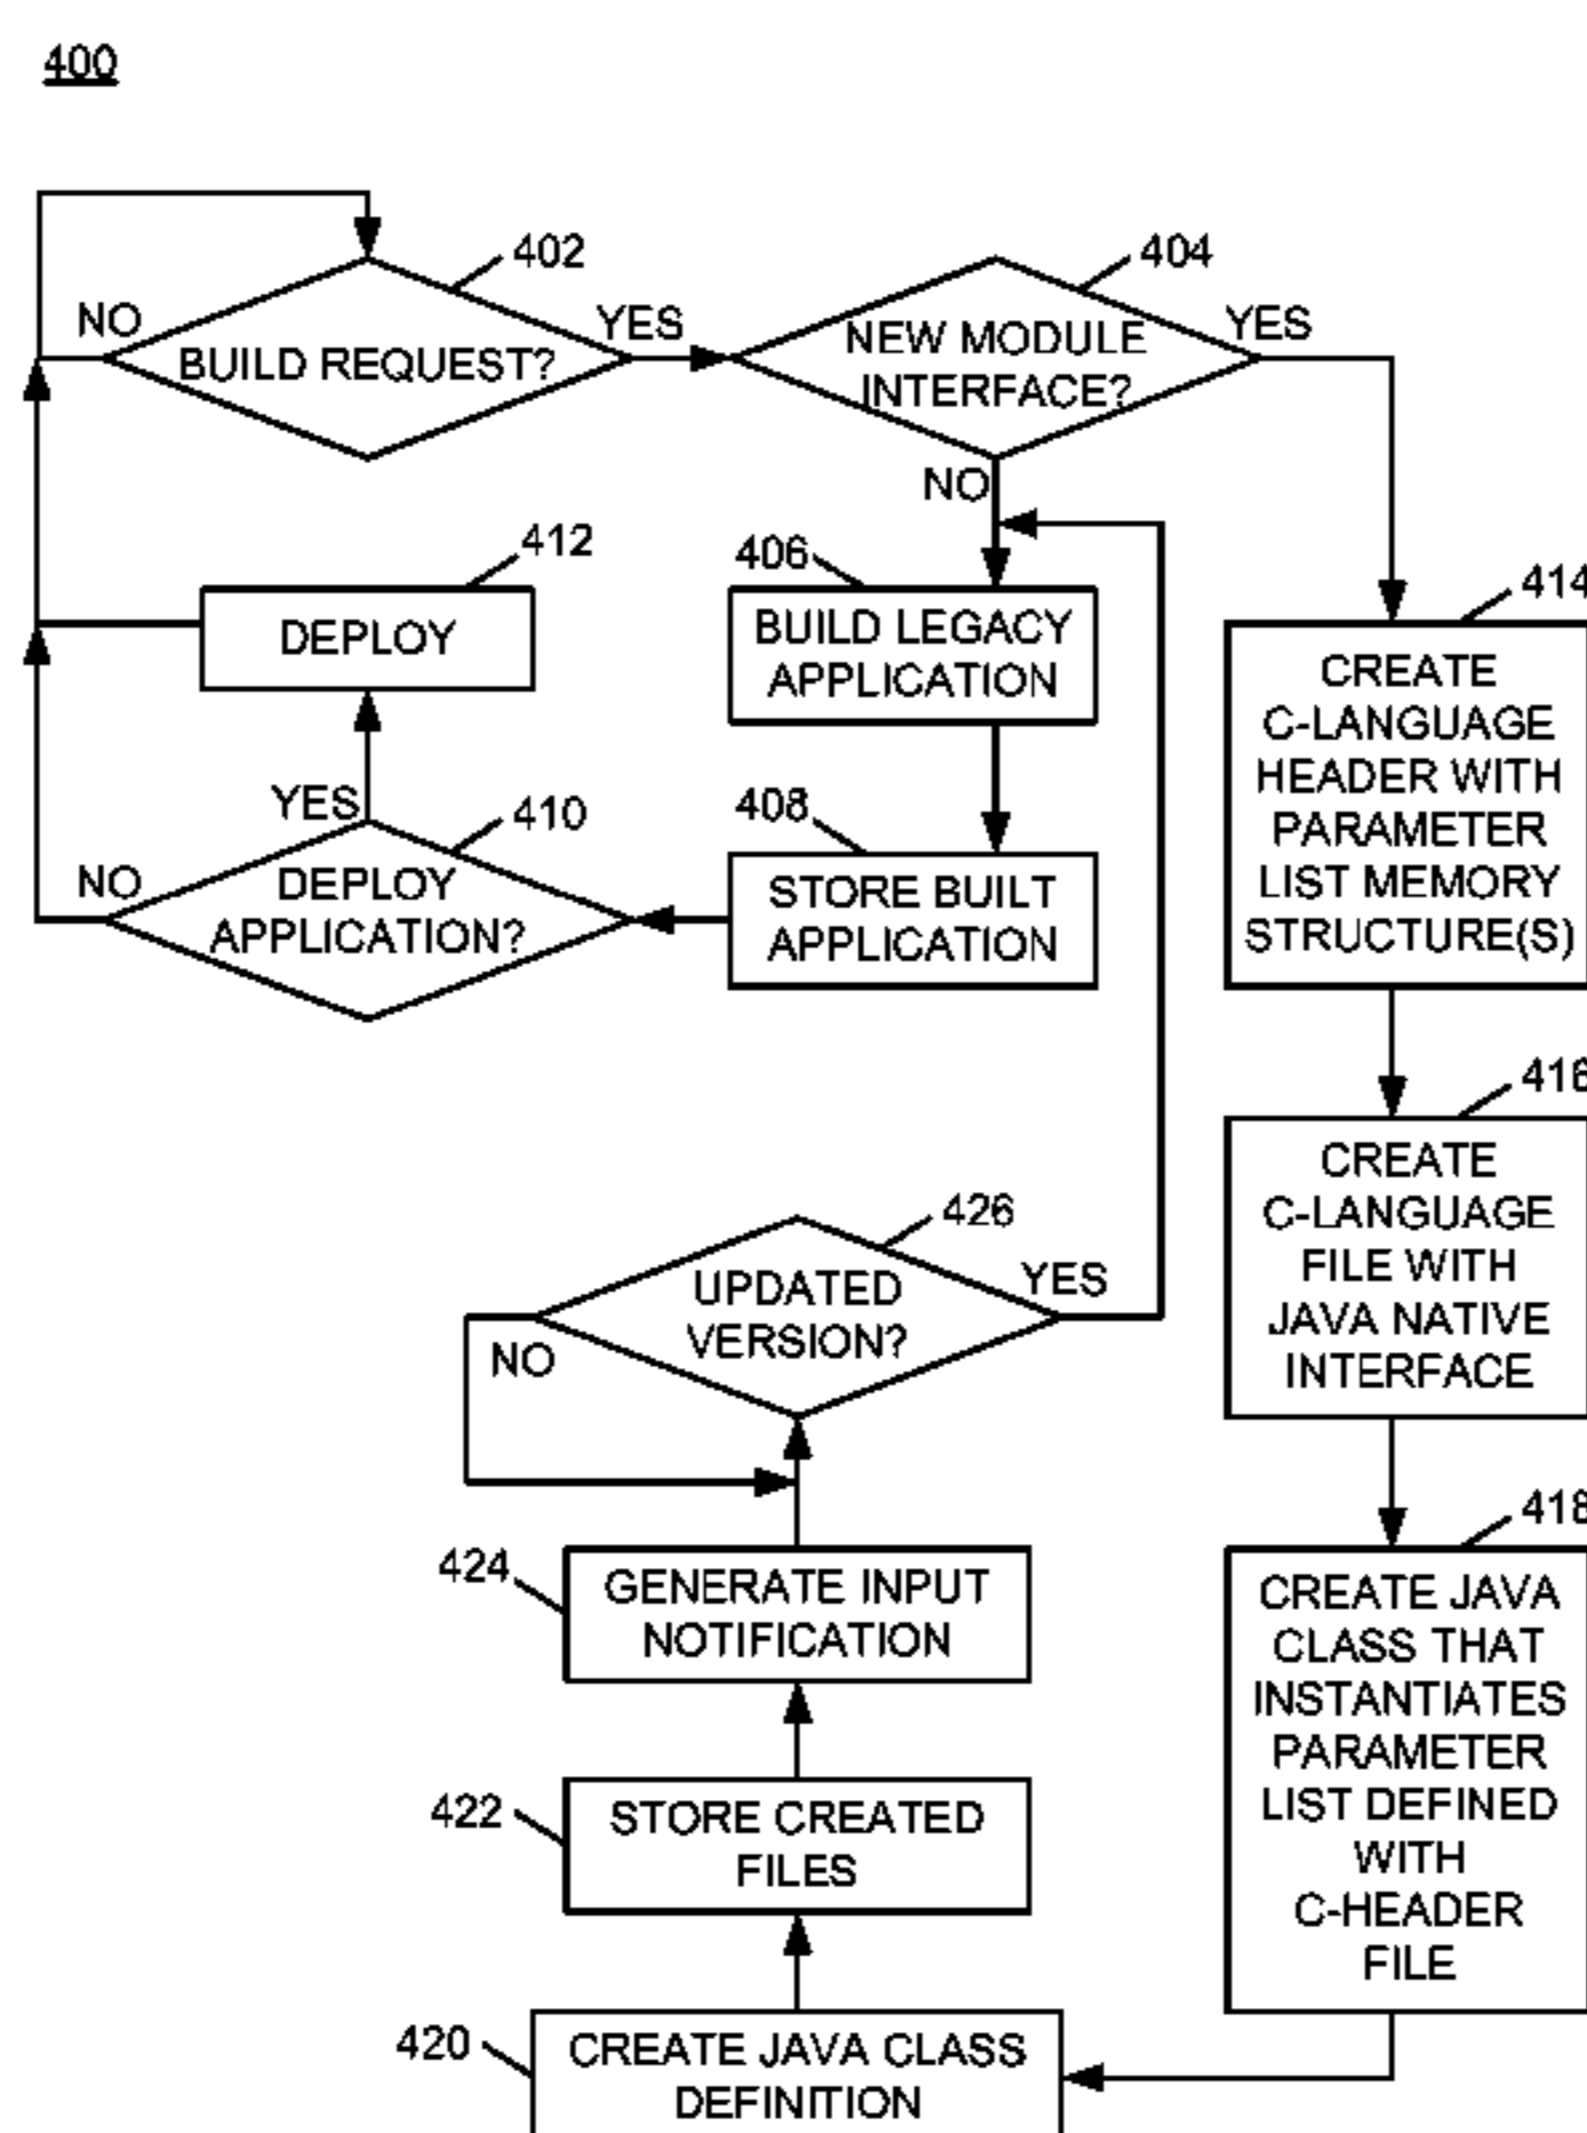 400
402
NO
BUILD REQUEST?
YES
404
NEW MODULE
INTERFACE?
YES
NO
412
DEPLOY
406
BUILD LEGACY
APPLICATION
414
CREATE
C-LANGUAGE
HEADER WITH
PARAMETER
LIST MEMORY
STRUCTURE(S)
YES
410
NO
DEPLOY
APPLICATION?
408
STORE BUILT
APPLICATION
416
CREATE
C-LANGUAGE
FILE WITH
JAVA NATIVE
INTERFACE
426
UPDATED
VERSION?
YES
NO
418
CREATE JAVA
CLASS THAT
INSTANTIATES
PARAMETER
LIST DEFINED
WITH
C-HEADER
FILE
424
GENERATE INPUT
NOTIFICATION
422
STORE CREATED
FILES
420
CREATE JAVA CLASS
DEFINITION